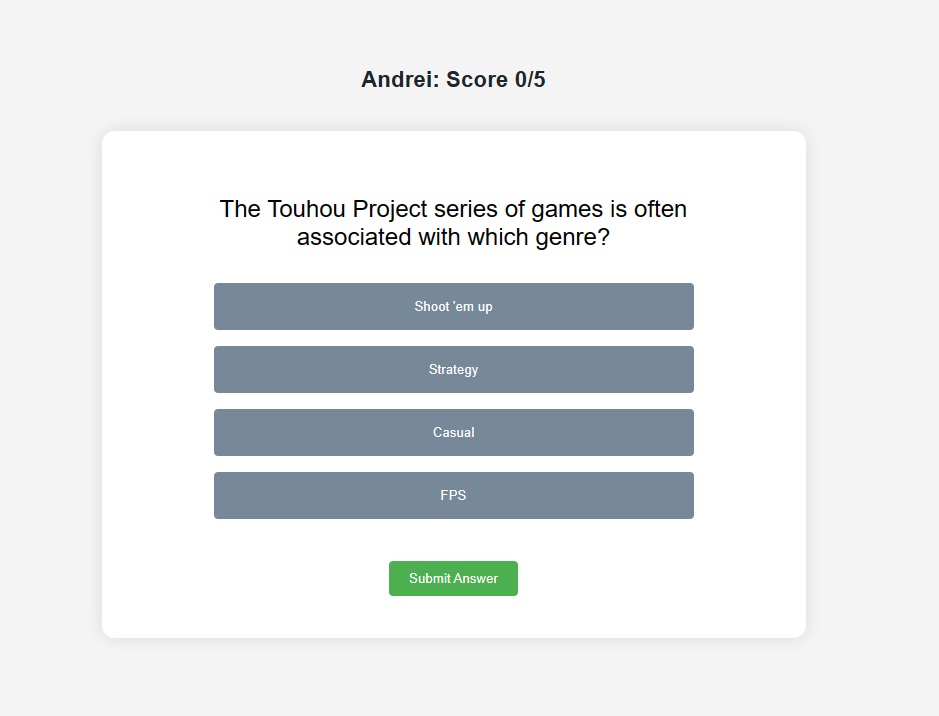 Andrei: Score 0/5
The Touhou Project series of games is often
associated with which genre?
Shoot 'em up
Strategy
Casual
FPS
Submit Answer